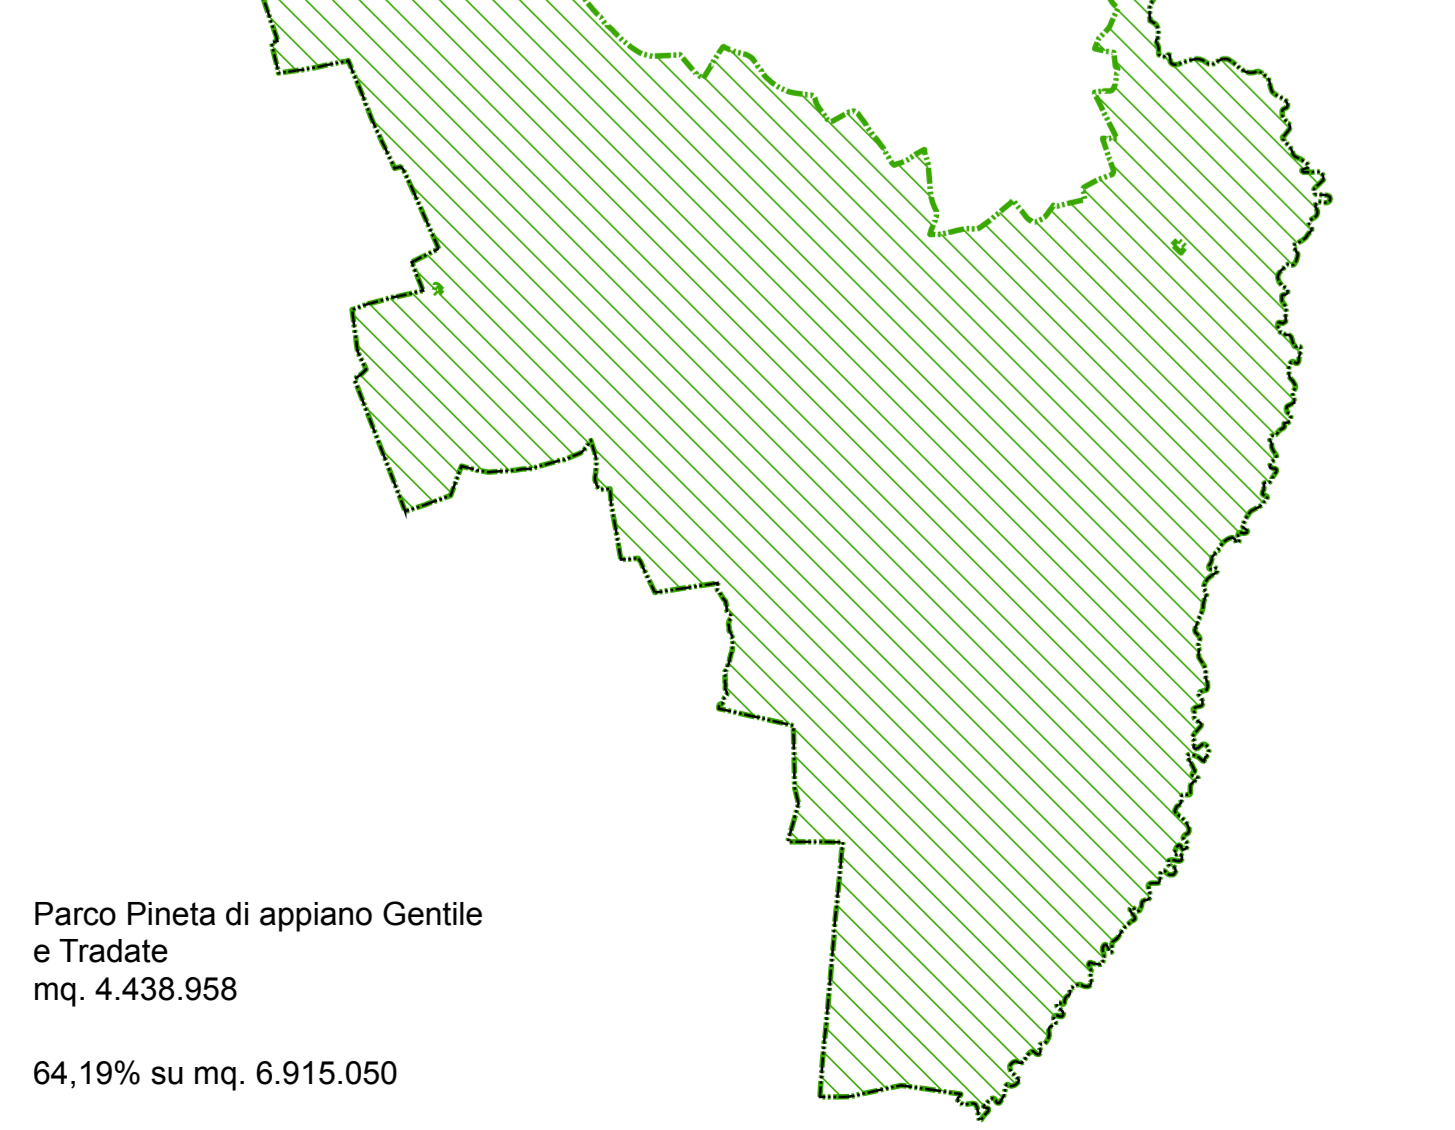 Parco Pineta di appiano Gentile
e Tradate
mq. 4.438.958
64,19% su mq. 6.915.050